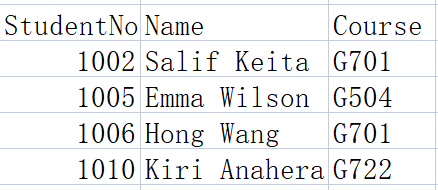 StudentNo Name Course
1002 Salif Keita G701
1005 Emma Wilson G504
1006 Hong Wang G701
1010 Kiri Anahera G722